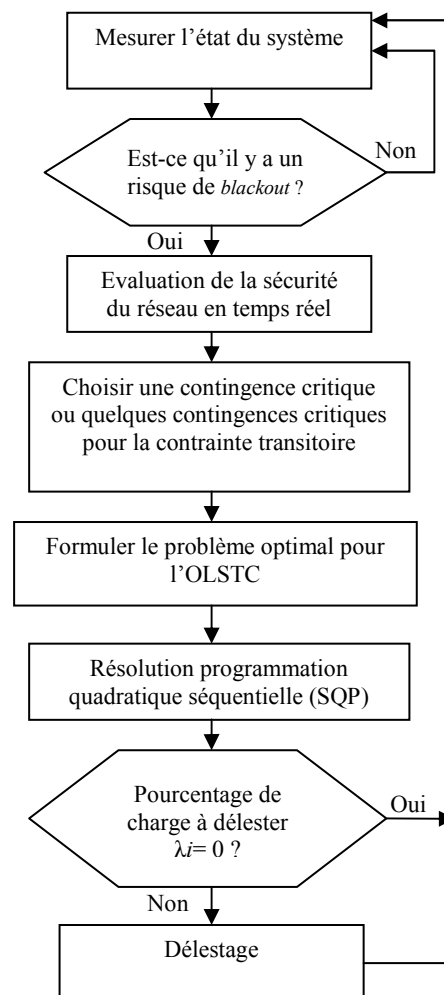 Mesurer l'état du système
Est-ce qu'il y a un
risque de blackout ?
Non
Oui
Evaluation de la sécurité
du réseau en temps réel
Choisir une contingence critique
ou quelques contingences critiques
pour la contrainte transitoire
Formuler le problème optimal pour
l'OLSTC
Résolution programmation
quadratique séquentielle (SQP)
Pourcentage de
charge à délester
λi= 0 ?
Oui
Non
Délestage